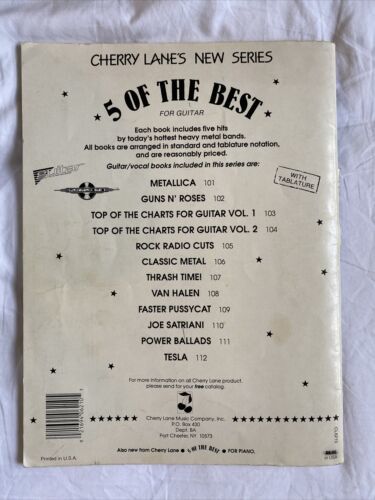 CHERRY LANE'S NEW SERIES
5 OF THE BEST
FOR GUITAR
Each book includes five hits
by today's hottest heavy metal bands.
All books are arranged in standard and tablature notation,
and are reasonably priced.
Guitar/vocal books included in this series are:
WITH
TABLATURE
METALLICA 101
GUNS N' ROSES 102
TOP OF THE CHARTS FOR GUITAR VOL. 1 103
TOP OF THE CHARTS FOR GUITAR VOL. 2 104
ROCK RADIO CUTS 105
CLASSIC METAL 106
THRASH TIME! 107
VAN HALEN 108
FASTER PUSSYCAT 109
JOE SATRIANI 110
POWER BALLADS 111
TESLA 112
For more information on all Cherry Lane product,
please send for your free catalog.
Cherry Lane Music Company, Inc.
P.O. Box 430
Dept. BA
Port Chester, NY 10573
Printed in U.S.A.
Also new from Cherry Lane 5 OF THE BEST FOR PIANO.